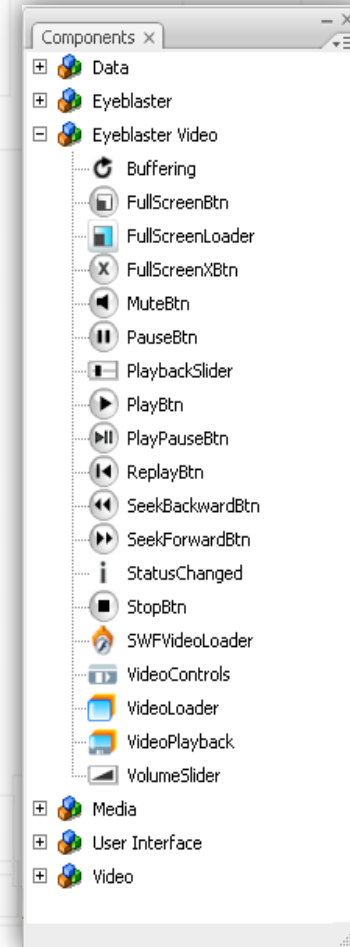 Components
Data
Eyeblaster
Eyeblaster Video
Buffering
FullScreenBtn
FullScreenLoader
FullScreenXBtn
MuteBtn
PauseBtn
PlaybackSlider
PlayBtn
PlayPauseBtn
ReplayBtn
SeekBackwardBtn
SeekForwardBtn
StatusChanged
StopBtn
SWFVideoLoader
VideoControls
VideoLoader
VideoPlayback
VolumeSlider
Media
User Interface
Video